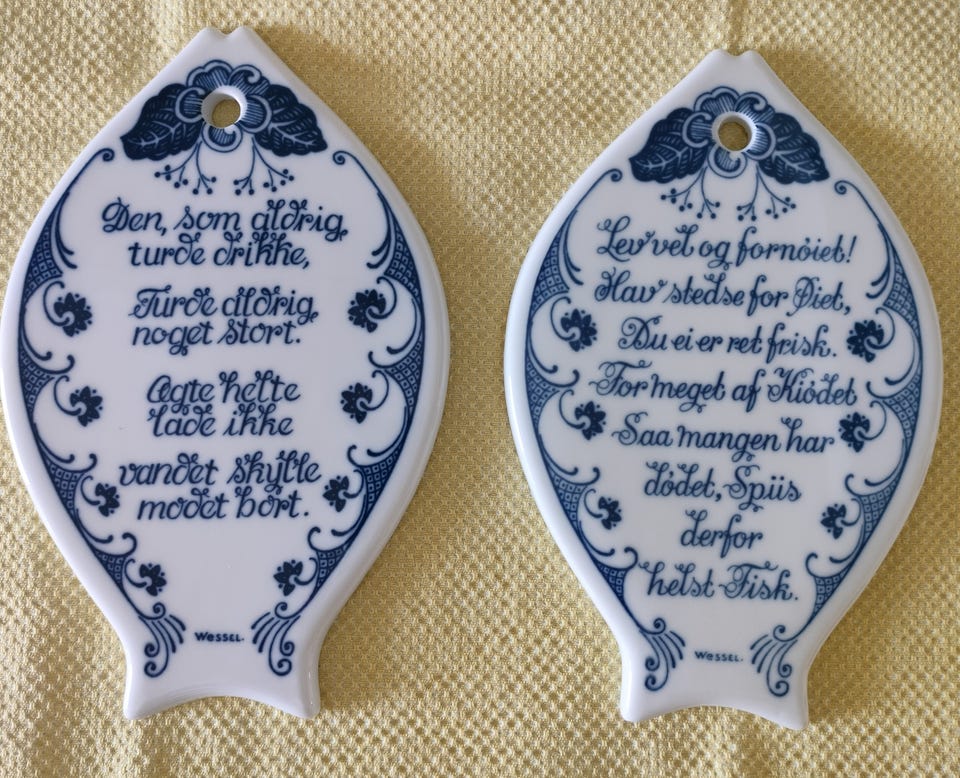 Den, som aldrig
turde drikke,
Turde aldrig
noget stort.
Ægte helte
lade ikke
vandet skylle
modet bort.
WESSEL.
Lev vel og fornöiet!
Hav stedse for Öiet,
Du ei er ret frisk.
For meget af Kiödet
Saa mangen har
dödet, Spiis
derfor
helst Fisk.
WESSEL.